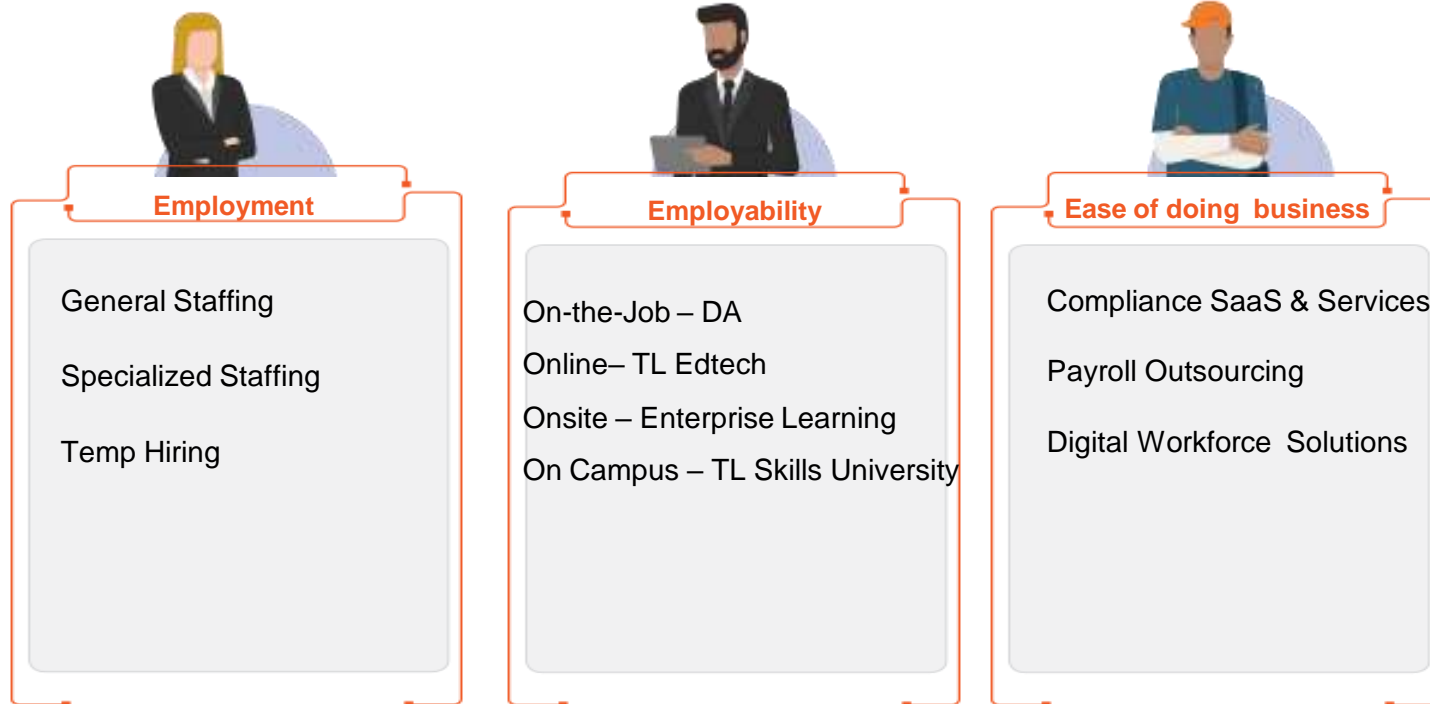 Employment
General Staffing
Specialized Staffing
Temp Hiring
Employability
On-the-Job – DA
Online– TL Edtech
Onsite – Enterprise Learning
On Campus – TL Skills University
Ease of doing business
Compliance SaaS & Services
Payroll Outsourcing
Digital Workforce Solutions